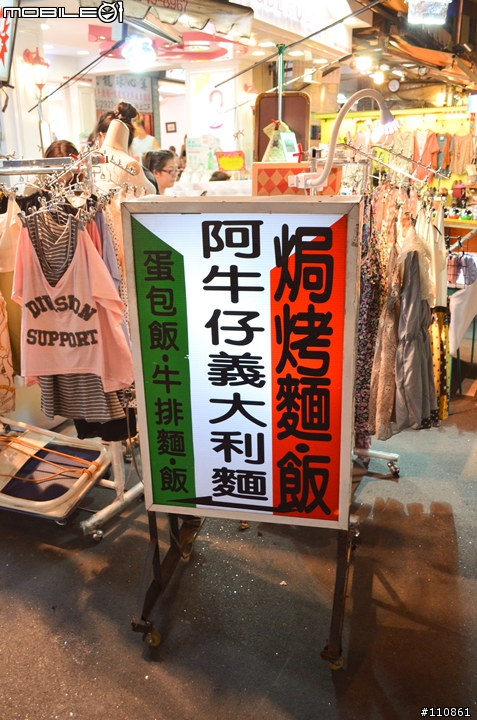 MOBILE01
焗烤麵·飯
阿牛仔義大利麵
蛋包飯·牛排麵·飯
DIVISON
SUPPORT
#110861